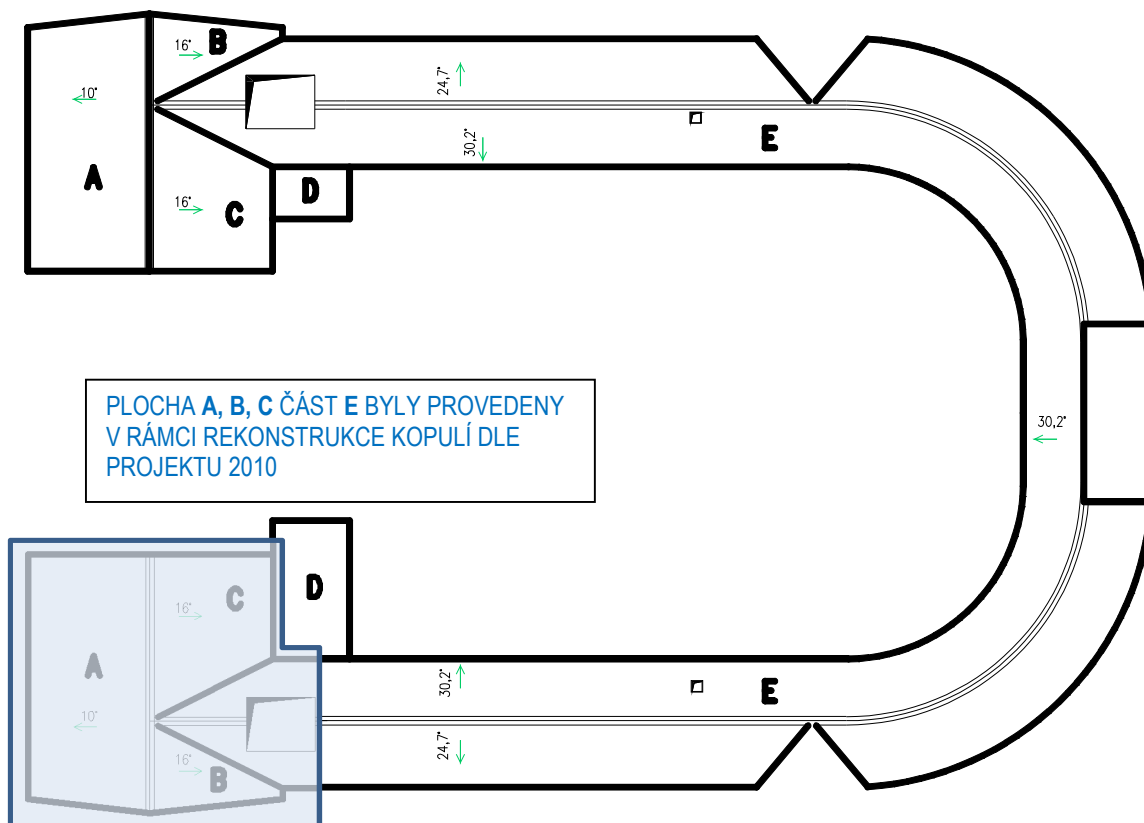 16° B
24,7°
10°
30,2°
E
A
D
16° C
PLOCHA A, B, C ČÁST E BYLY PROVEDENY
V RÁMCI REKONSTRUKCE KOPULÍ DLE
PROJEKTU 2010
30,2°
D
C
16°
A
30,2°
E
10°
24,7°
16° B